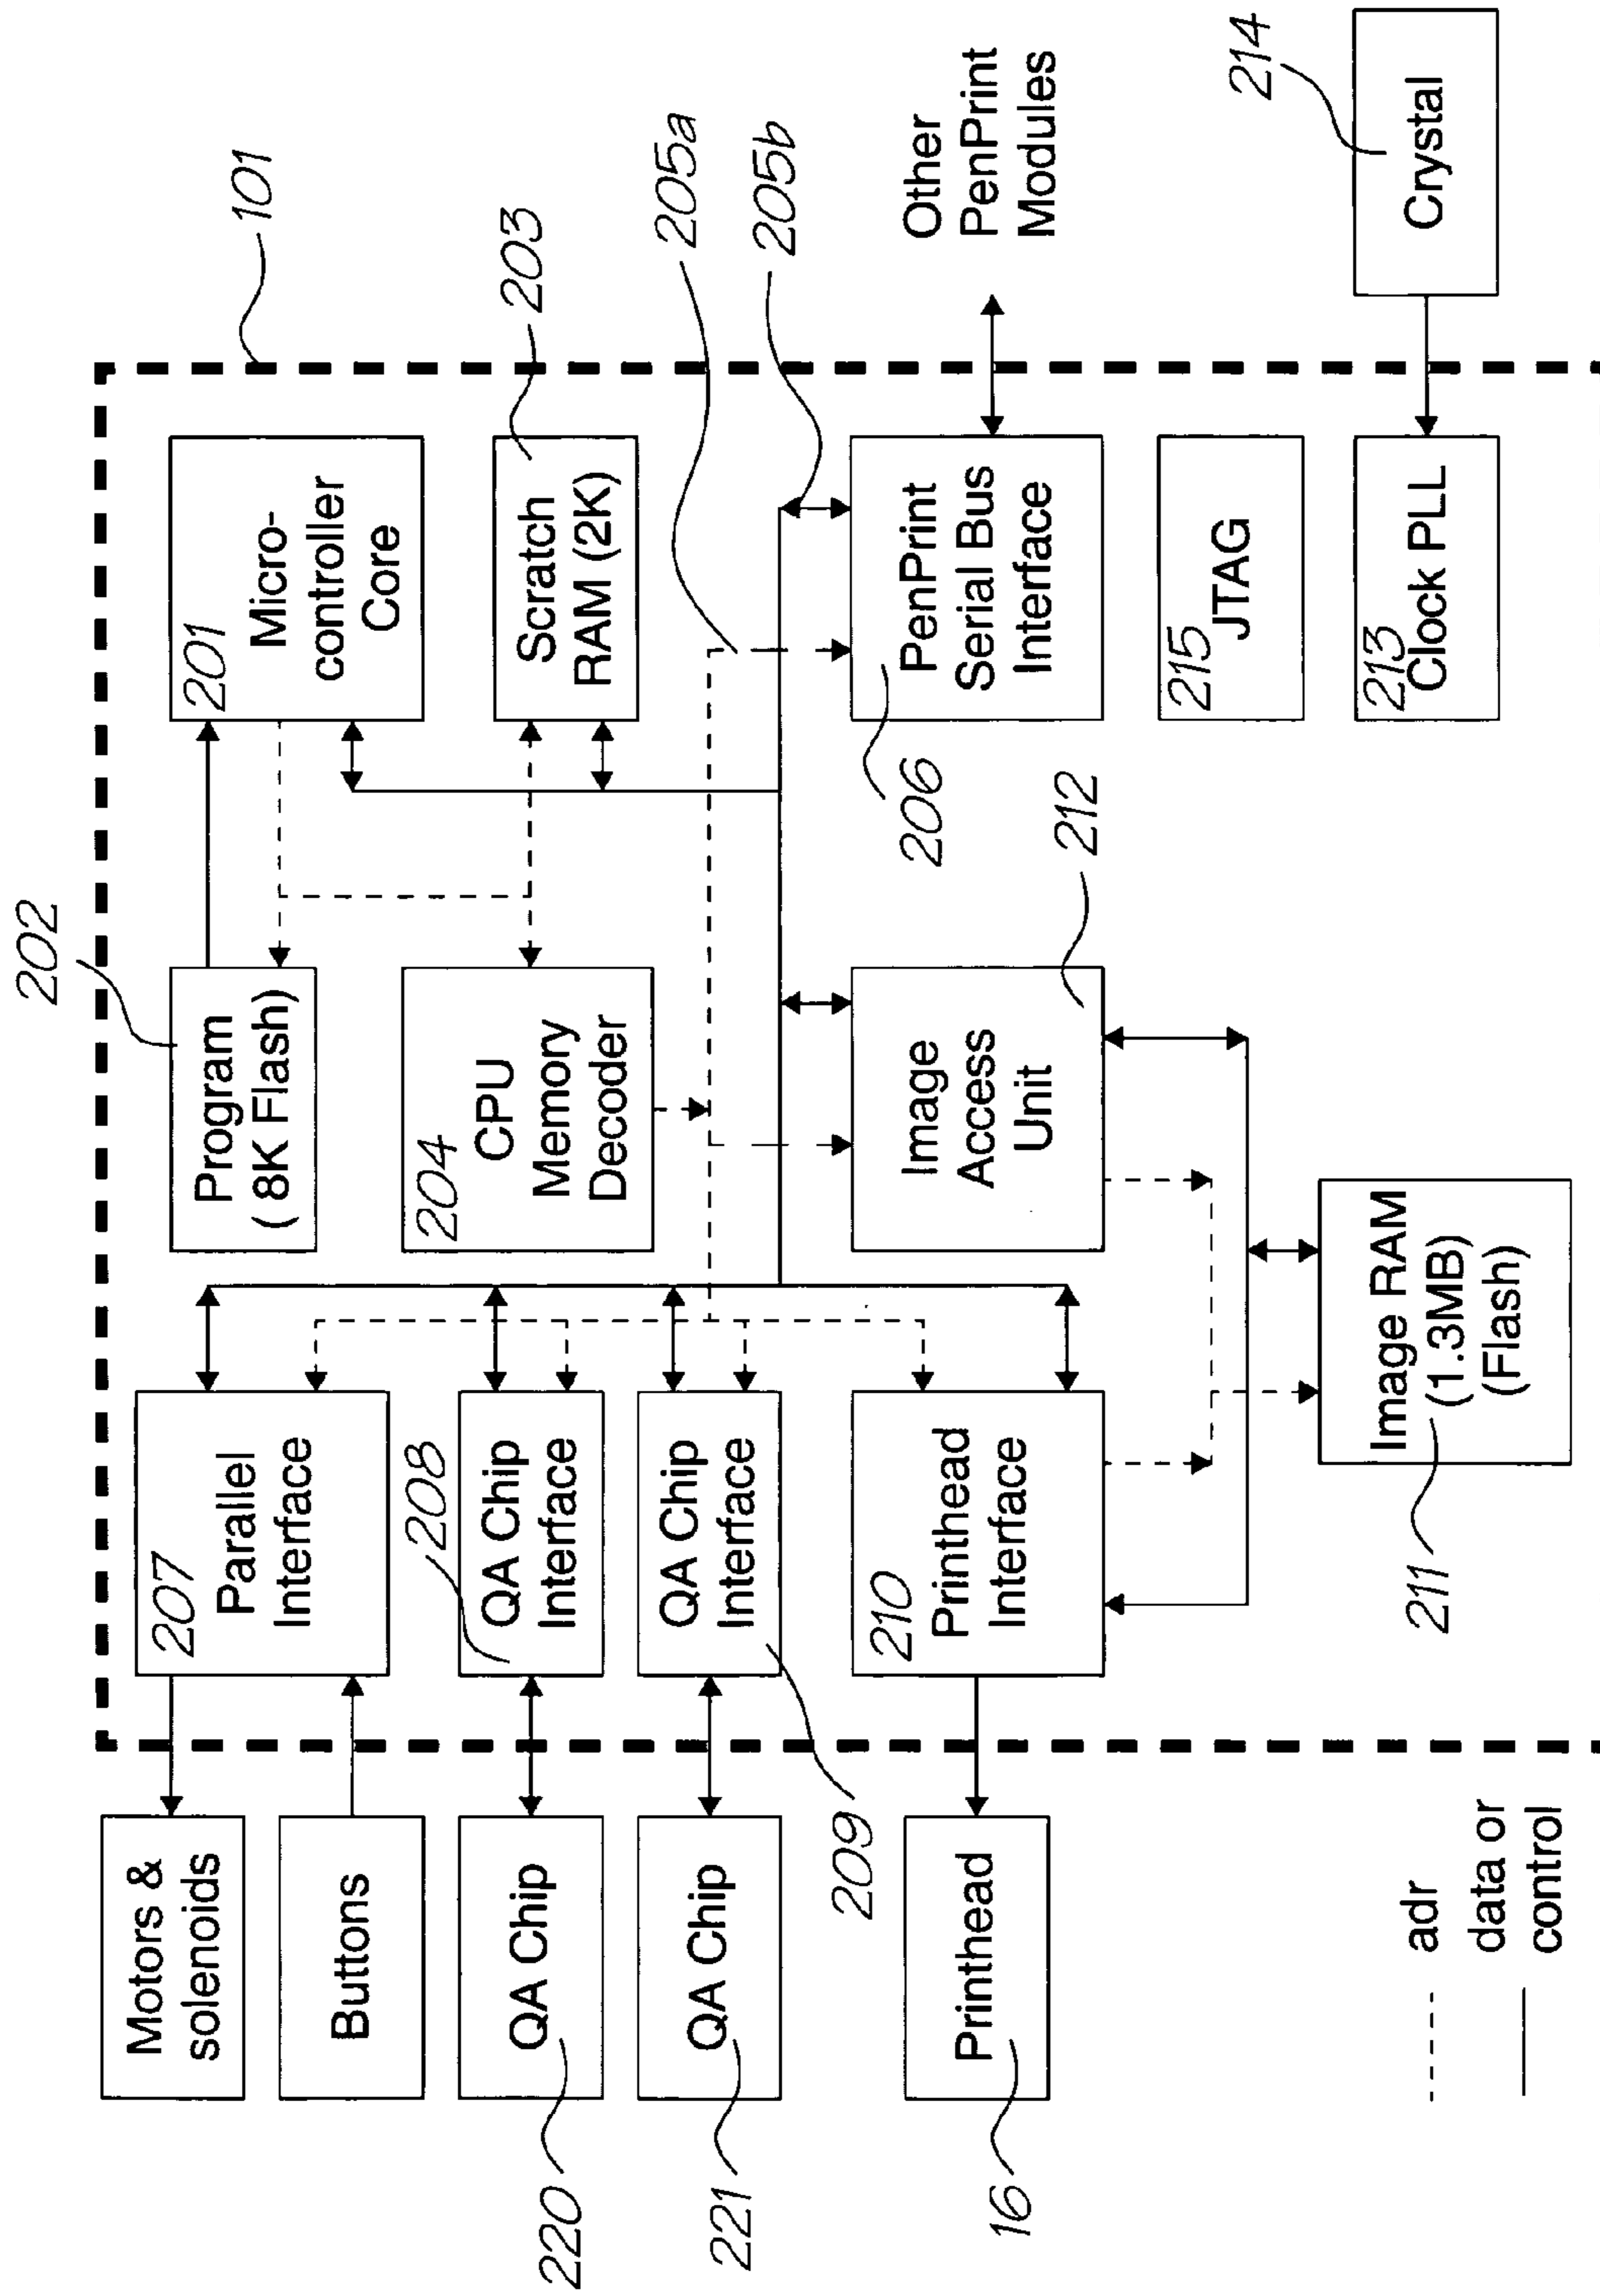 Motors &
solenoids
Buttons
220
QA Chip
221
QA Chip
16
Printhead
adr
data or
control
207
Parallel
Interface
208
QA Chip
Interface
209
QA Chip
Interface
210
Printhead
Interface
211
Image RAM
(1.3MB)
(Flash)
202
Program
( 8K Flash)
204
CPU
Memory
Decoder
212
Image
Access
Unit
101
201
Micro-
controller
Core
203
Scratch
RAM (2K)
205a
205b
206
PenPrint
Serial Bus
Interface
Other
PenPrint
Modules
215
JTAG
213
Clock PLL
214
Crystal